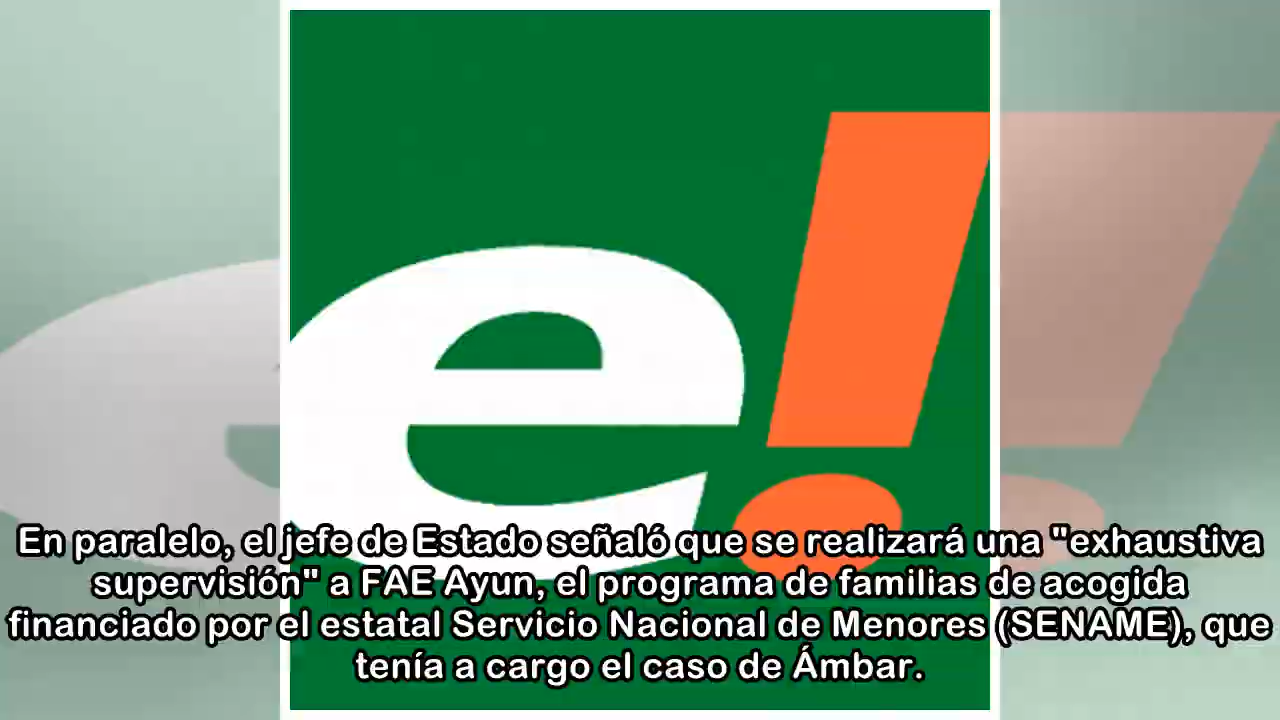 e!
En paralelo, el jefe de Estado señaló que se realizará una "exhaustiva
supervisión" a FAE Ayun, el programa de familias de acogida
financiado por el estatal Servicio Nacional de Menores (SENAME), que
tenía a cargo el caso de Ámbar.